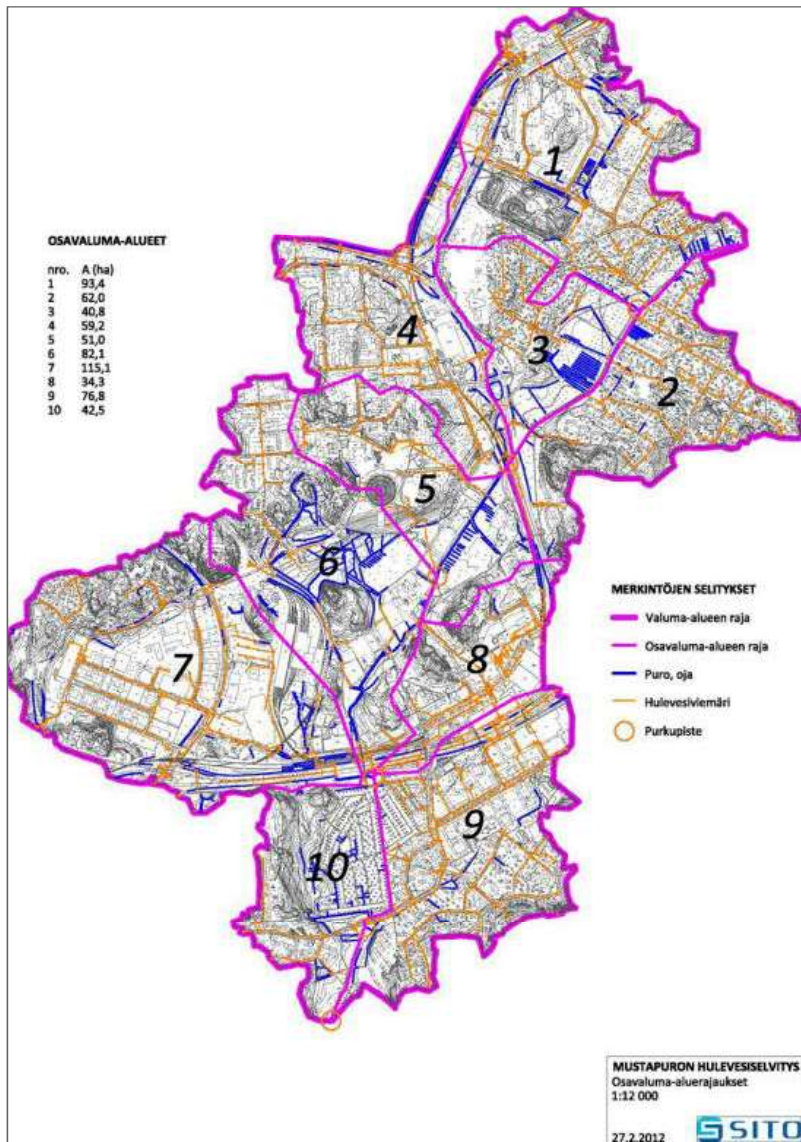 OSAVALUMA-ALUEET
nro. A (ha)
1 93,4
2 62,0
3 40,8
4 59,2
5 51,0
6 82,1
7 115,1
8 34,3
9 76,8
10 42,5
1
4
3
2
5
6
7
8
9
10
MERKINTÖJEN SELITYKSET
Valuma-alueen raja
Osavaluma-alueen raja
Puro, oja
Hulevesiviemäri
Purkupiste
MUSTAPURON HULEVESISELVITYS
Osavaluma-aluerajaukset
1:12 000
27.2.2012 SITO